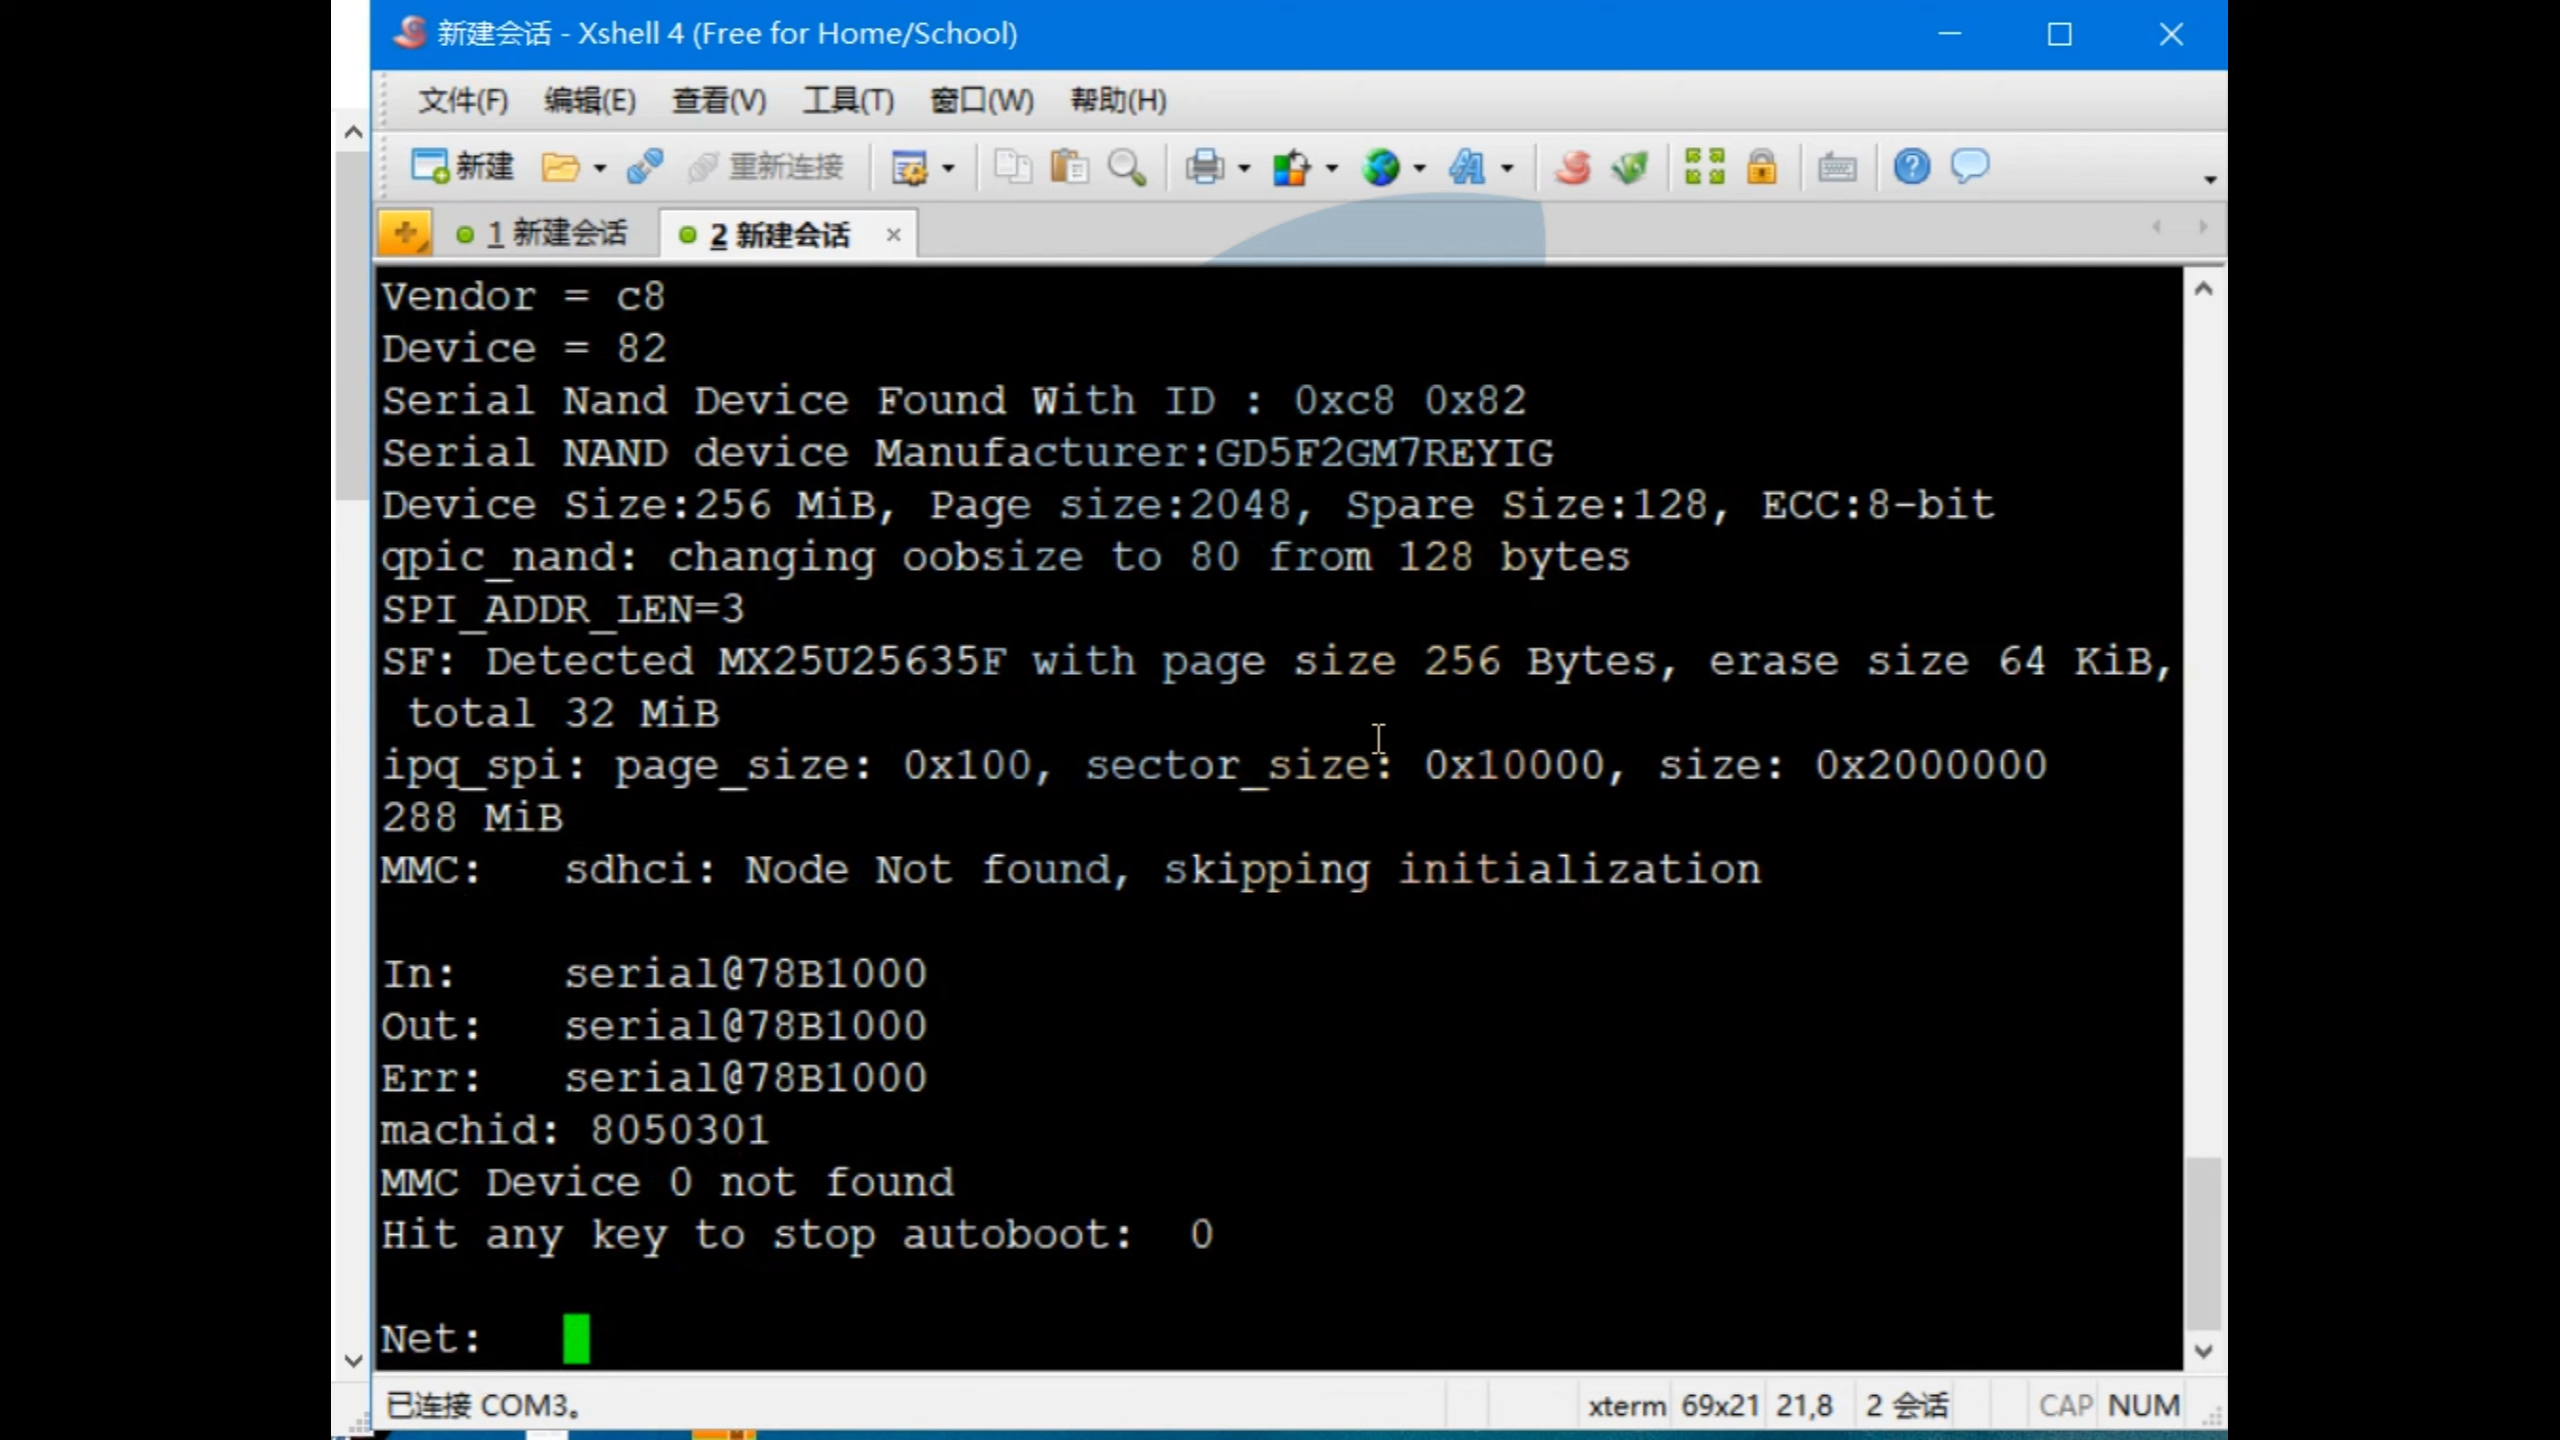 新建会话 - Xshell 4 (Free for Home/School)
文件(F) 编辑(E) 查看(V) 工具(T) 窗口(W) 帮助(H)
新建 重新连接
1 新建会话 2 新建会话
Vendor = c8
Device = 82
Serial Nand Device Found With ID : 0xc8 0x82
Serial NAND device Manufacturer:GD5F2GM7REYIG
Device Size:256 MiB, Page size:2048, Spare Size:128, ECC:8-bit
qpic_nand: changing oobsize to 80 from 128 bytes
SPI_ADDR_LEN=3
SF: Detected MX25U25635F with page size 256 Bytes, erase size 64 KiB,
total 32 MiB
ipq_spi: page_size: 0x100, sector_size: 0x10000, size: 0x2000000
288 MiB
MMC:   sdhci: Node Not found, skipping initialization
In:    serial@78B1000
Out:   serial@78B1000
Err:   serial@78B1000
machid: 8050301
MMC Device 0 not found
Hit any key to stop autoboot:  0
Net:
已连接 COM3。 xterm 69x21 21,8 2 会话 CAP NUM